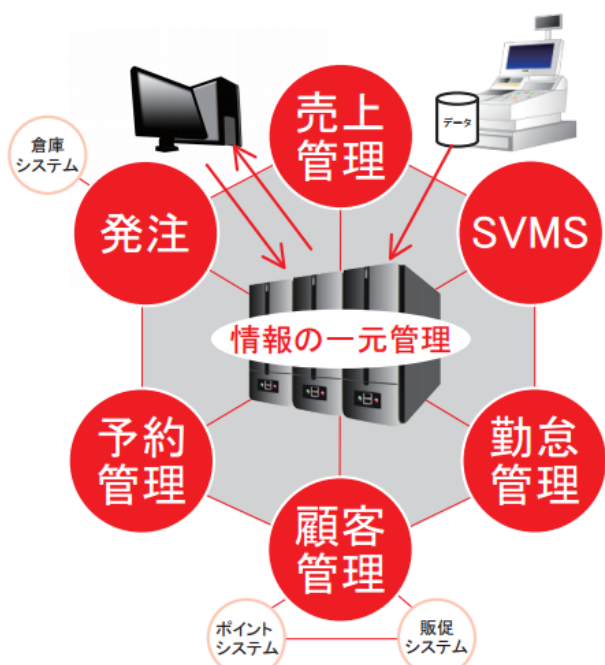 売上
管理
データ
倉庫
システム
発注
SVMS
情報の一元管理
予約
管理
勤怠
管理
顧客
管理
ポイント
システム
販促
システム